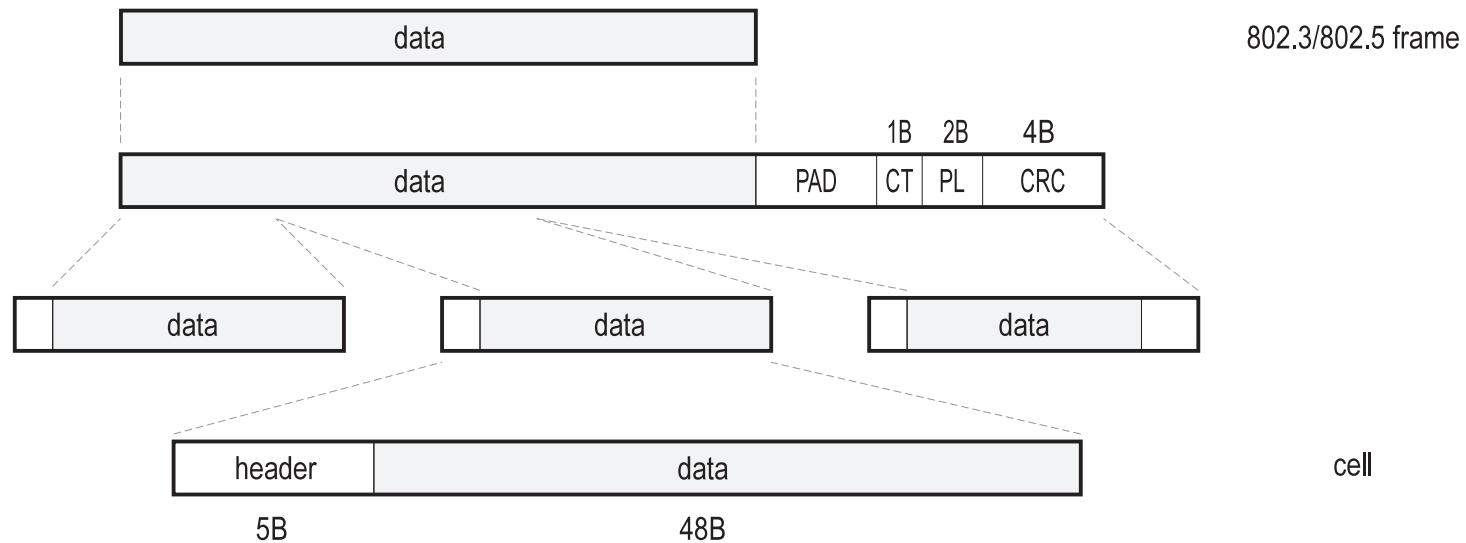 data 802.3/802.5 frame
1B 2B 4B
data PAD CT PL CRC
data data data
header data cell
5B 48B